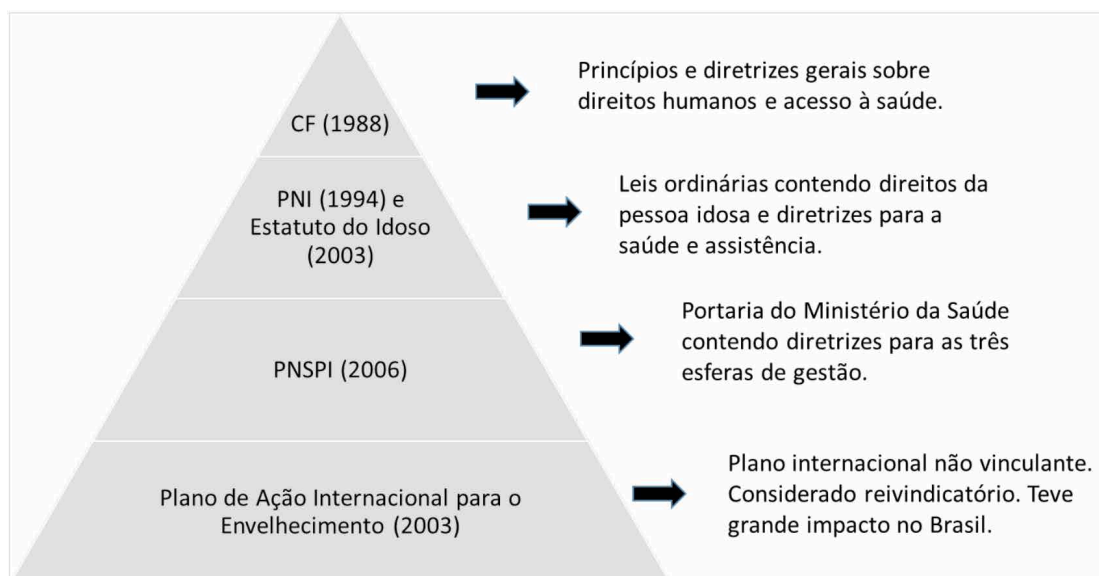 CF (1988)
Princípios e diretrizes gerais sobre
direitos humanos e acesso à saúde.
PNI (1994) e
Estatuto do Idoso
(2003)
Leis ordinárias contendo direitos da
pessoa idosa e diretrizes para a
saúde e assistência.
PNSPI (2006)
Portaria do Ministério da Saúde
contendo diretrizes para as três
esferas de gestão.
Plano de Ação Internacional para o
Envelhecimento (2003)
Plano internacional não vinculante.
Considerado reivindicatório. Teve
grande impacto no Brasil.